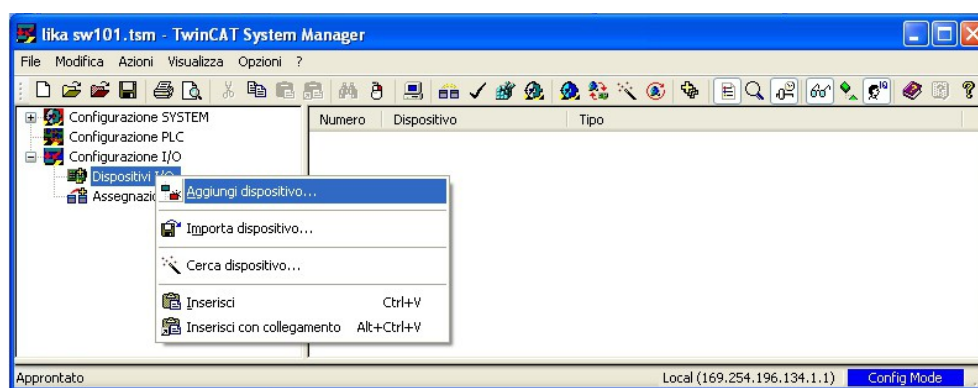 lika sw101.tsm - TwinCAT System Manager
File Modifica Azioni Visualizza Opzioni ?
Configurazione SYSTEM
Numero Dispositivo Tipo
Configurazione PLC
Configurazione I/O
Dispositivi I/O
Aggiungi dispositivo...
Importa dispositivo...
Cerca dispositivo...
Inserisci Ctrl+V
Inserisci con collegamento Alt+Ctrl+V
Approntato Local (169.254.196.134.1.1) Config Mode